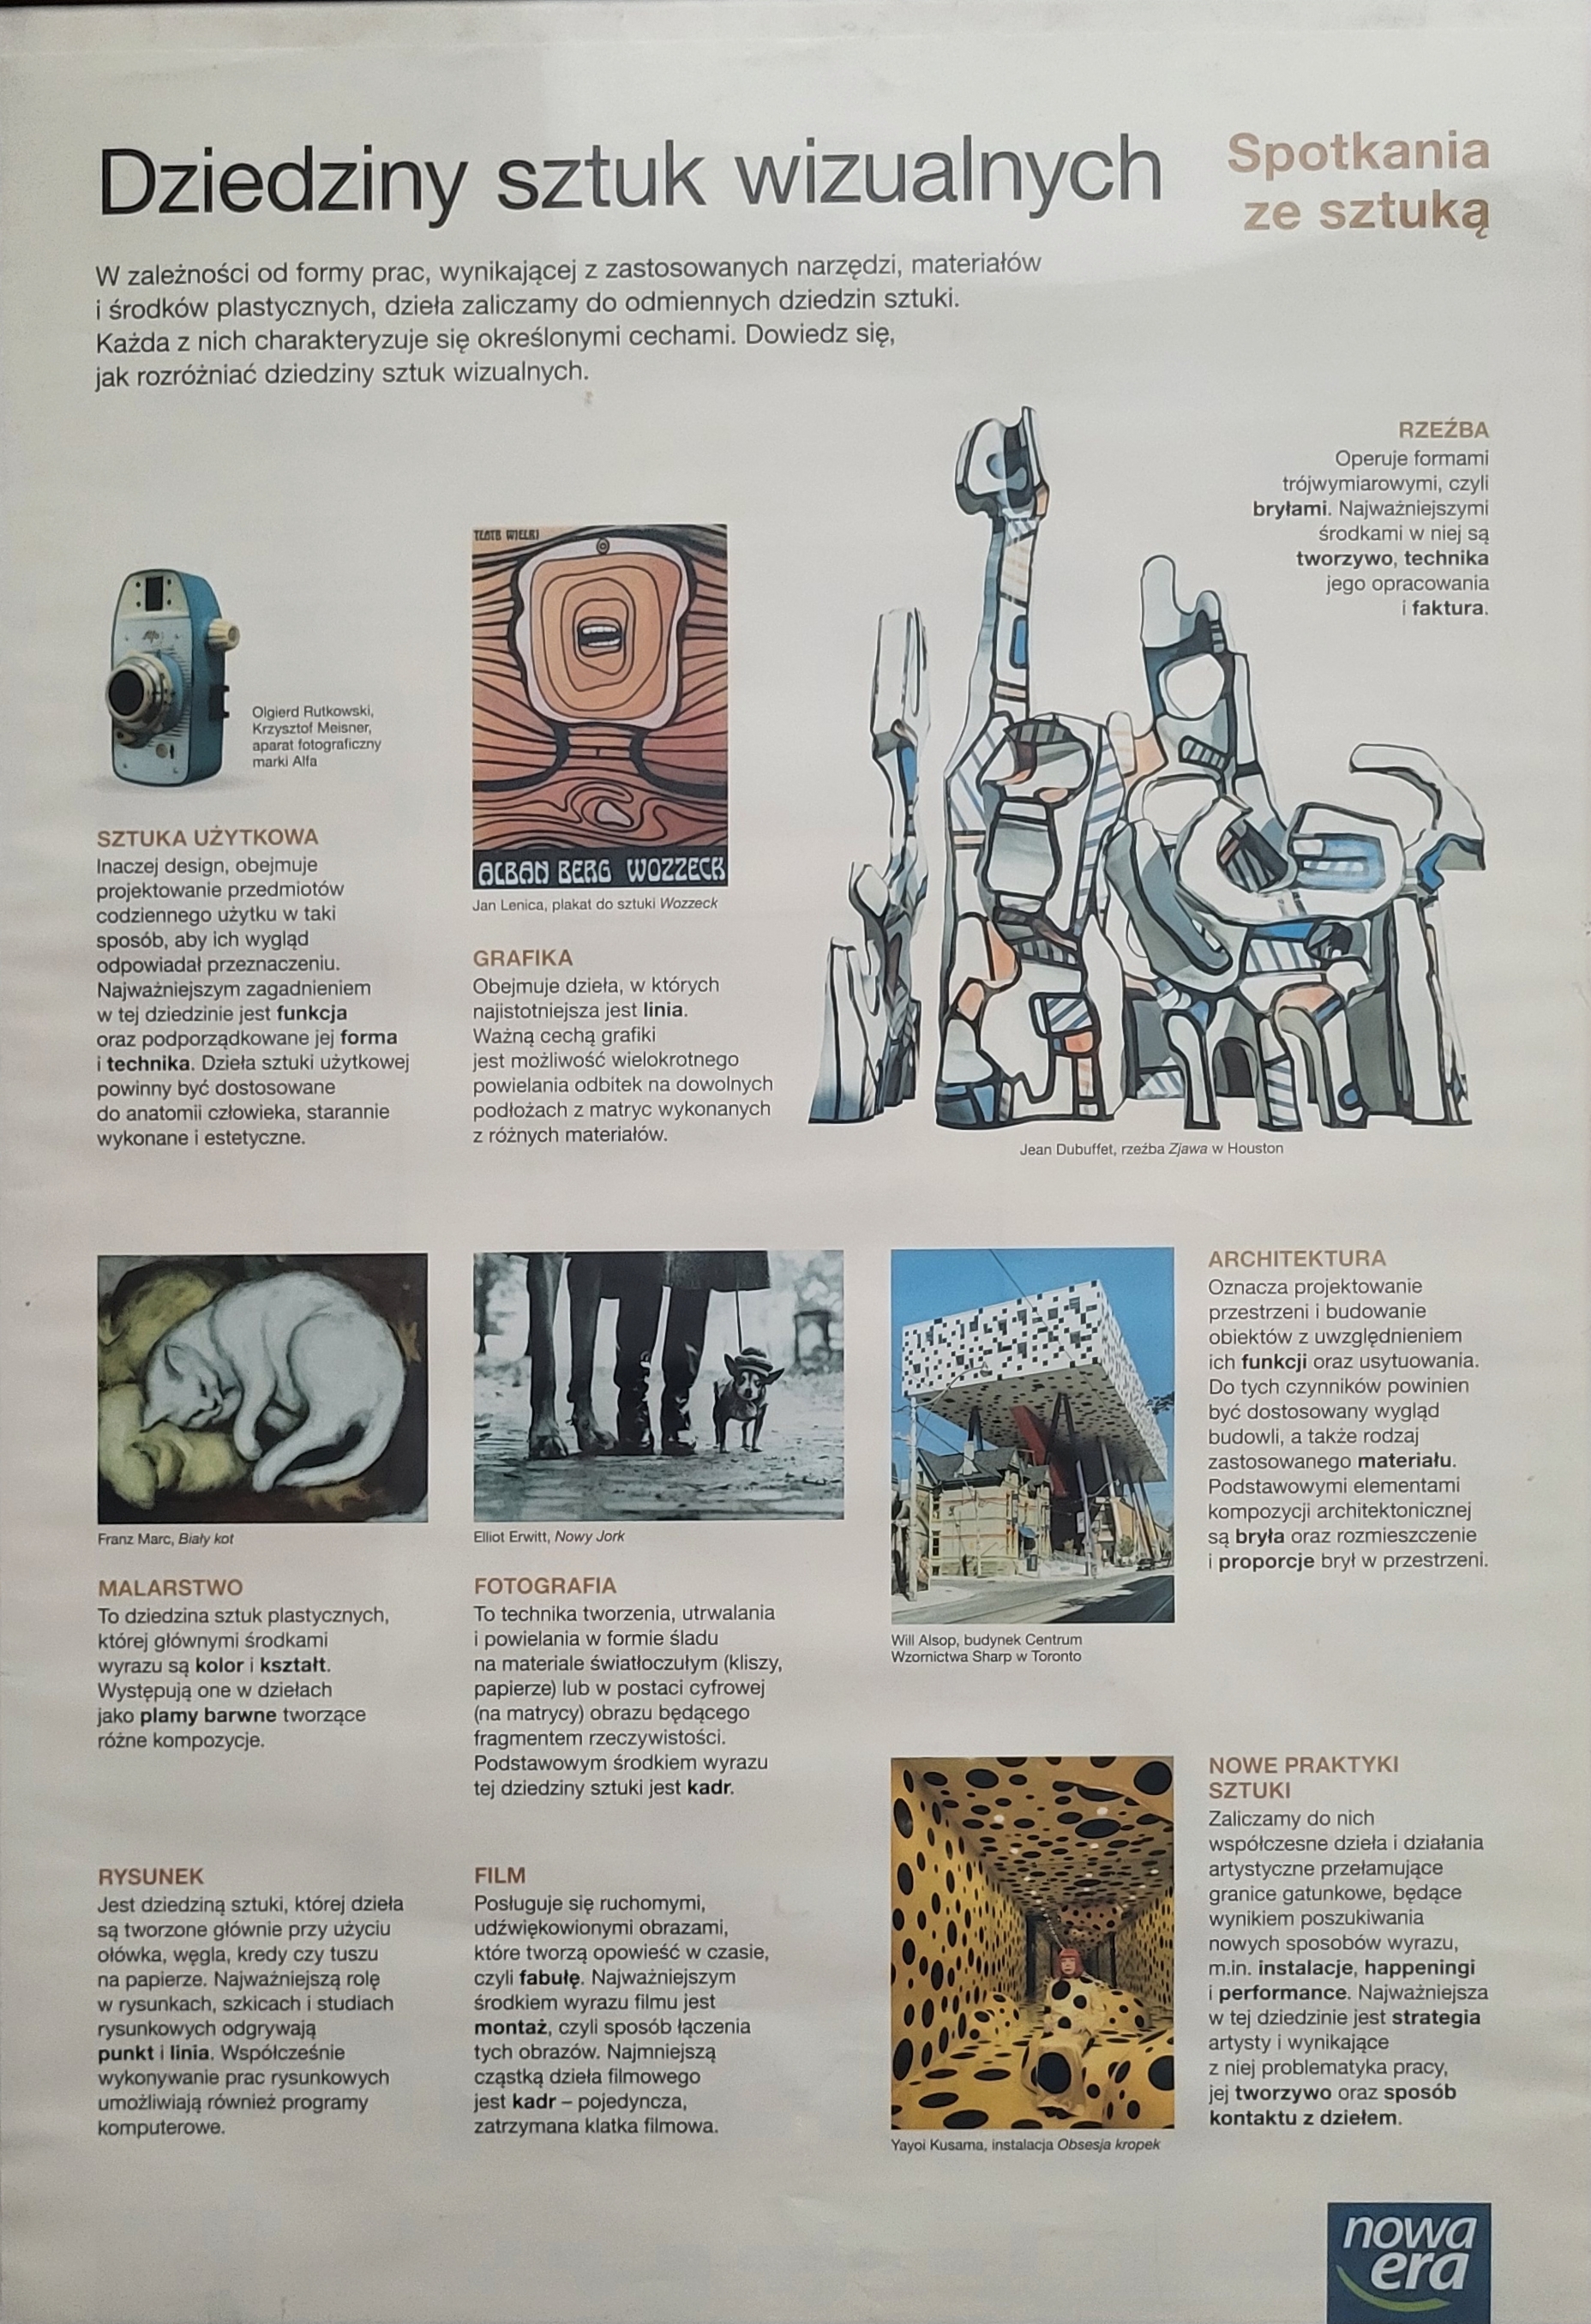 Dziedziny sztuk wizualnych
Spotkania
ze sztuką
W zależności od formy prac, wynikającej z zastosowanych narzędzi, materiałów
i środków plastycznych, dzieła zaliczamy do odmiennych dziedzin sztuki.
Każda z nich charakteryzuje się określonymi cechami. Dowiedz się,
jak rozróżniać dziedziny sztuk wizualnych.
RZEŹBA
Operuje formami
trójwymiarowymi, czyli
bryłami. Najważniejszymi
środkami w niej są
tworzywo, technika
jego opracowania
i faktura.
Jean Dubuffet, rzeźba Zjawa w Houston
Alfa
Olgierd Rutkowski,
Krzysztof Meisner,
aparat fotograficzny
marki Alfa
SZTUKA UŻYTKOWA
Inaczej design, obejmuje
projektowanie przedmiotów
codziennego użytku w taki
sposób, aby ich wygląd
odpowiadał przeznaczeniu.
Najważniejszym zagadnieniem
w tej dziedzinie jest funkcja
oraz podporządkowane jej forma
i technika. Dzieła sztuki użytkowej
powinny być dostosowane
do anatomii człowieka, starannie
wykonane i estetyczne.
TEATR WIELKI
ALBAN BERG WOZZECK
Jan Lenica, plakat do sztuki Wozzeck
GRAFIKA
Obejmuje dzieła, w których
najistotniejsza jest linia.
Ważną cechą grafiki
jest możliwość wielokrotnego
powielania odbitek na dowolnych
podłożach z matryc wykonanych
z różnych materiałów.
Franz Marc, Biały kot
MALARSTWO
To dziedzina sztuk plastycznych,
której głównymi środkami
wyrazu są kolor i kształt.
Występują one w dziełach
jako plamy barwne tworzące
różne kompozycje.
Elliot Erwitt, Nowy Jork
FOTOGRAFIA
To technika tworzenia, utrwalania
i powielania w formie śladu
na materiale światłoczułym (kliszy,
papierze) lub w postaci cyfrowej
(na matrycy) obrazu będącego
fragmentem rzeczywistości.
Podstawowym środkiem wyrazu
tej dziedziny sztuki jest kadr.
Will Alsop, budynek Centrum
Wzornictwa Sharp w Toronto
ARCHITEKTURA
Oznacza projektowanie
przestrzeni i budowanie
obiektów z uwzględnieniem
ich funkcji oraz usytuowania.
Do tych czynników powinien
być dostosowany wygląd
budowli, a także rodzaj
zastosowanego materiału.
Podstawowymi elementami
kompozycji architektonicznej
są bryła oraz rozmieszczenie
i proporcje brył w przestrzeni.
RYSUNEK
Jest dziedziną sztuki, której dzieła
są tworzone głównie przy użyciu
ołówka, węgla, kredy czy tuszu
na papierze. Najważniejszą rolę
w rysunkach, szkicach i studiach
rysunkowych odgrywają
punkt i linia. Współcześnie
wykonywanie prac rysunkowych
umożliwiają również programy
komputerowe.
FILM
Posługuje się ruchomymi,
udźwiękowionymi obrazami,
które tworzą opowieść w czasie,
czyli fabułę. Najważniejszym
środkiem wyrazu filmu jest
montaż, czyli sposób łączenia
tych obrazów. Najmniejszą
cząstką dzieła filmowego
jest kadr – pojedyncza,
zatrzymana klatka filmowa.
Yayoi Kusama, instalacja Obsesja kropek
NOWE PRAKTYKI
SZTUKI
Zaliczamy do nich
współczesne dzieła i działania
artystyczne przełamujące
granice gatunkowe, będące
wynikiem poszukiwania
nowych sposobów wyrazu,
m.in. instalacje, happeningi
i performance. Najważniejsza
w tej dziedzinie jest strategia
artysty i wynikające
z niej problematyka pracy,
jej tworzywo oraz sposób
kontaktu z dziełem.
nowa
era